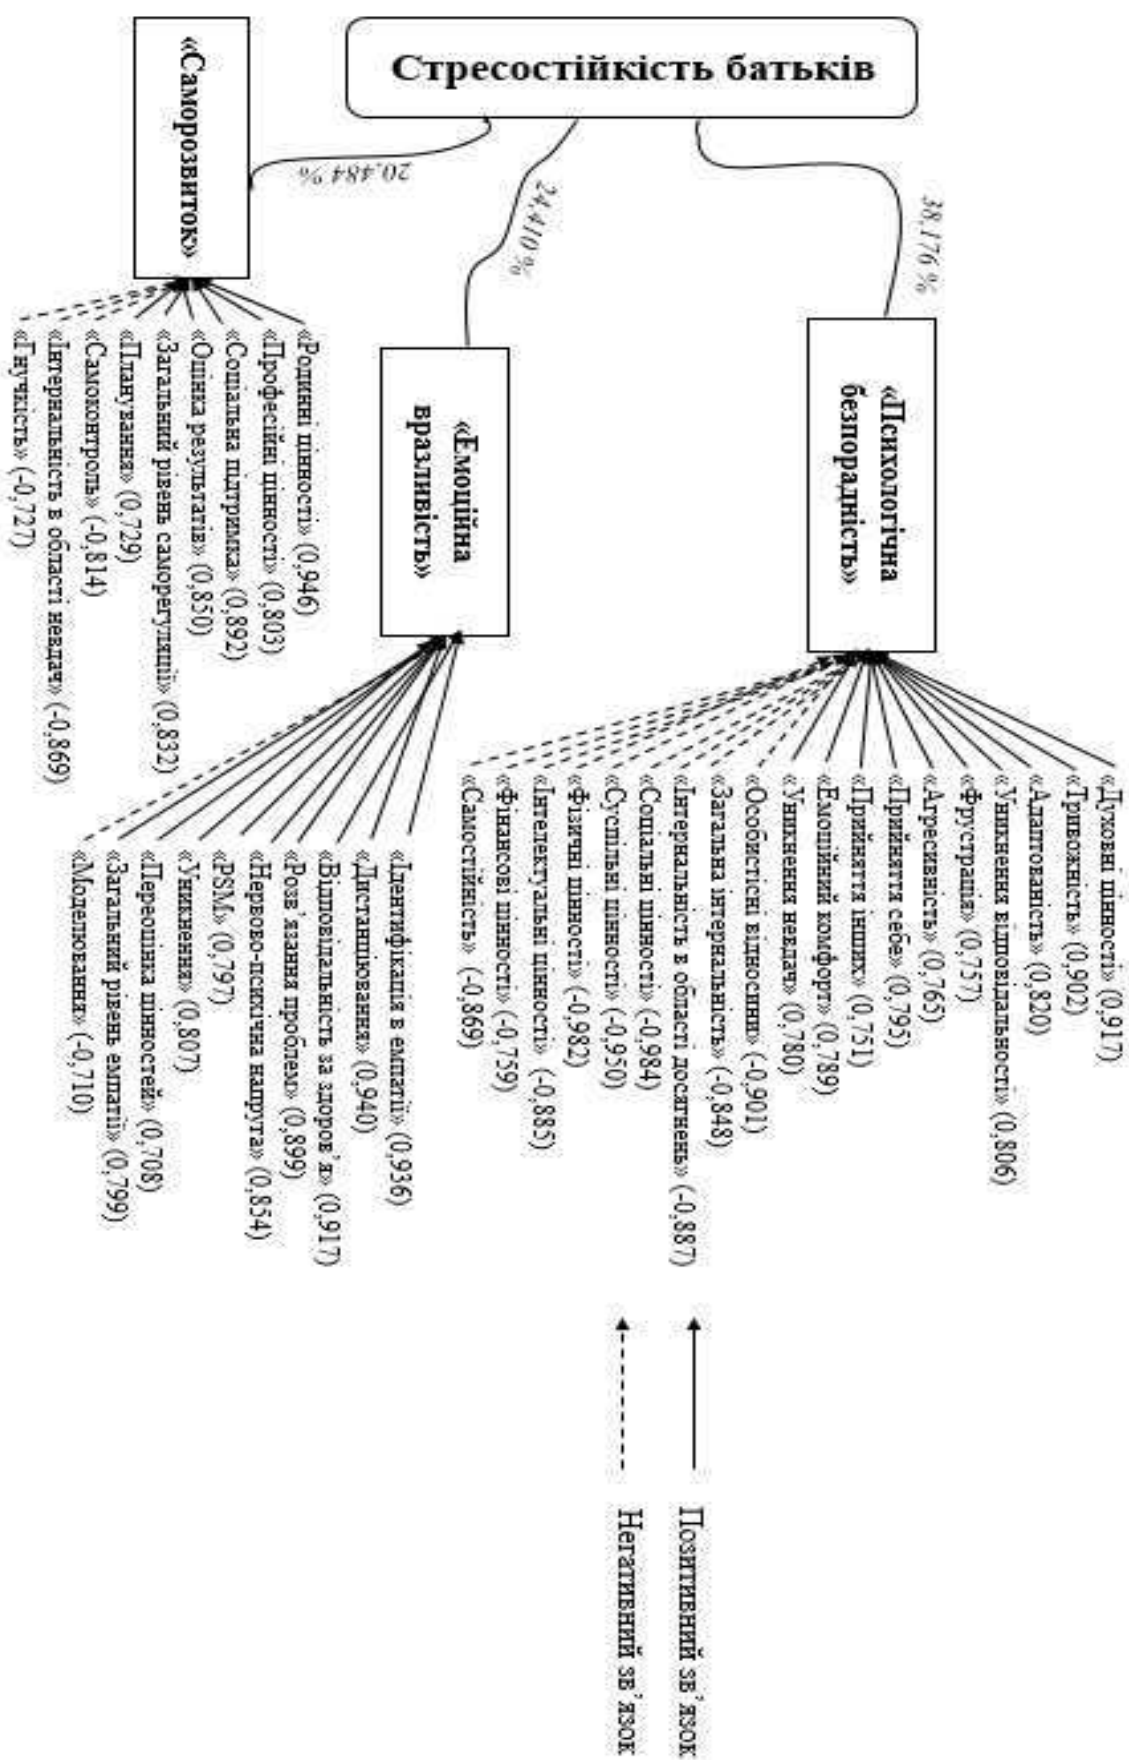 Стресостійкість батьків
38,176 %
24,410 %
20,484 %
«Психологічна
безпорадність»
«Духовні цінності» (0,917)
«Тривожність» (0,902)
«Адаптованість» (0,820)
«Уникнення відповідальності» (0,806)
«Фрустрація» (0,757)
«Агресивність» (0,765)
«Прийняття себе» (0,795)
«Прийняття інших» (0,751)
«Емоційний комфорт» (0,789)
«Уникнення невдач» (0,780)
«Особистісні відносини» (-0,901)
«Загальна інтернальність» (-0,848)
«Інтернальність в області досягнень» (-0,887)
«Соціальні цінності» (-0,984)
«Суспільні цінності» (-0,950)
«Фізичні цінності» (-0,982)
«Інтелектуальні цінності» (-0,885)
«Фінансові цінності» (-0,759)
«Самостійність» (-0,869)
«Емоційна
вразливість»
«Ідентифікація в емпатії» (0,936)
«Дистанціювання» (0,940)
«Відповідальність за здоров’я» (0,917)
«Розв’язання проблем» (0,899)
«Нервово-психічна напруга» (0,854)
«PSM» (0,797)
«Уникнення» (0,807)
«Переоцінка цінностей» (0,708)
«Загальний рівень емпатії» (0,799)
«Моделювання» (-0,710)
«Саморозвиток»
«Родинні цінності» (0,946)
«Професійні цінності» (0,803)
«Соціальна підтримка» (0,892)
«Оцінка результатів» (0,850)
«Загальний рівень саморегуляції» (0,832)
«Планування» (0,729)
«Самоконтроль» (-0,814)
«Інтернальність в області невдач» (-0,869)
«Гнучкість» (-0,727)
Позитивний зв’язок
Негативний зв’язок